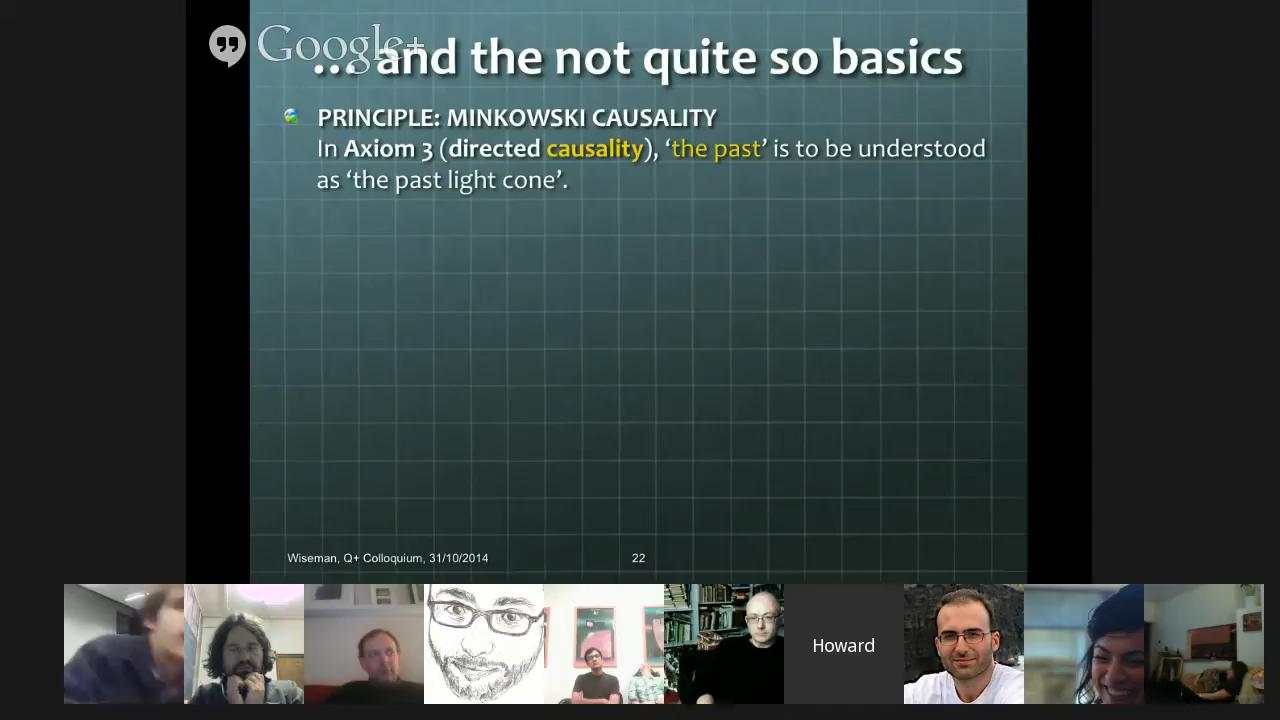 Google+
... and the not quite so basics
PRINCIPLE: MINKOWSKI CAUSALITY
In Axiom 3 (directed causality), ‘the past’ is to be understood
as ‘the past light cone’.
Wiseman, Q+ Colloquium, 31/10/2014
22
Howard